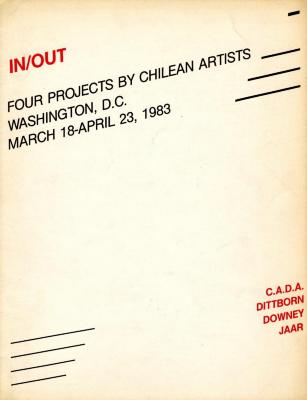 IN/OUT
FOUR PROJECTS BY CHILEAN ARTISTS
WASHINGTON, D.C.
MARCH 18-APRIL 23, 1983
C.A.D.A.
DITTBORN
DOWNEY
JAAR